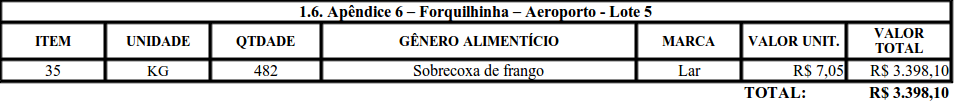 1.6. Apêndice 6 – Forquilhinha – Aeroporto - Lote 5
ITEM UNIDADE QTDADE GÊNERO ALIMENTÍCIO MARCA VALOR UNIT. VALOR TOTAL
35 KG 482 Sobrecoxa de frango Lar R$ 7,05 R$ 3.398,10
TOTAL: R$ 3.398,10